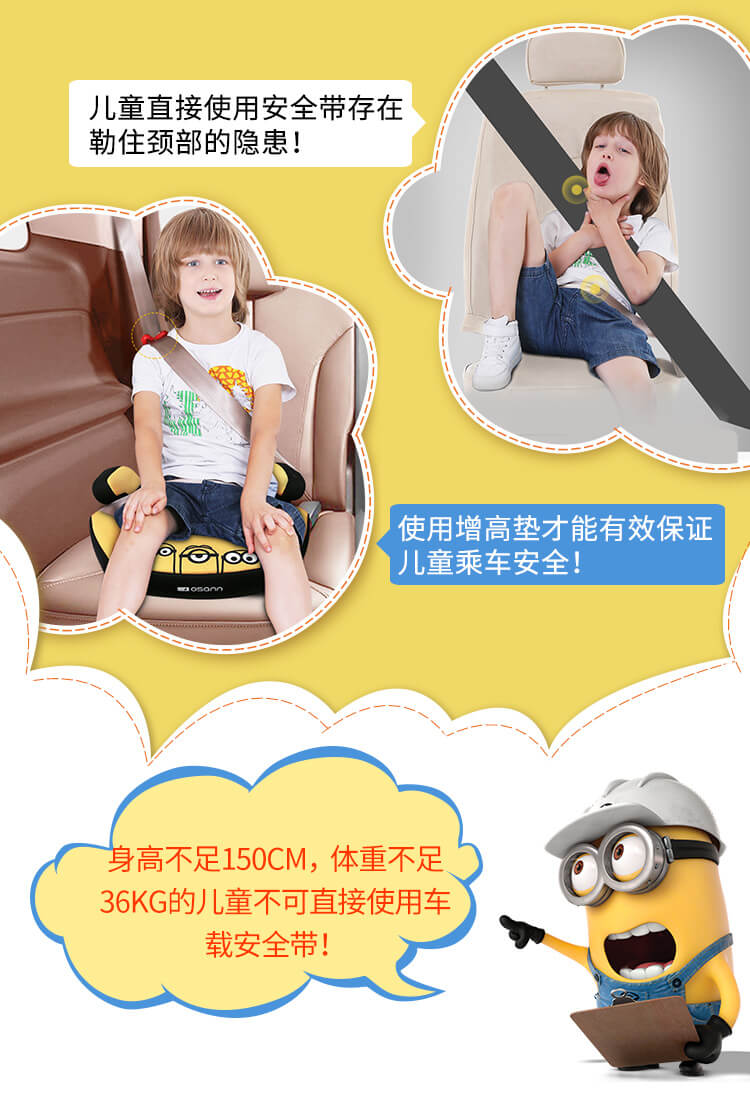 儿童直接使用安全带存在
勒住颈部的隐患！
使用增高垫才能有效保证
儿童乘车安全！
osann
身高不足150CM，体重不足
36KG的儿童不可直接使用车
载安全带！